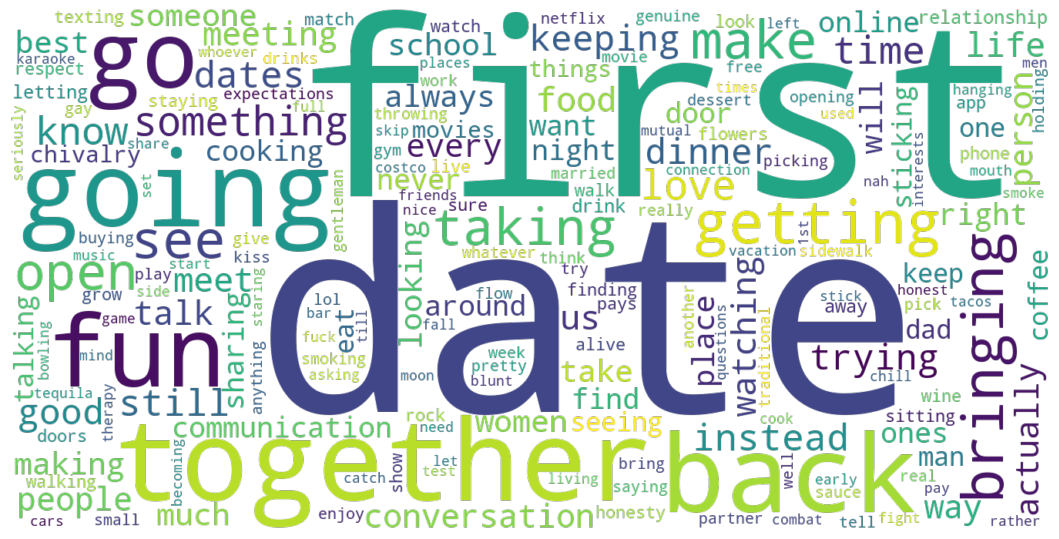 texting
someone
meeting
match
watch
netflix
genuine
look
left
online
relationship
best
karaoke
go
whoever
drinks
school
keeping
movie
make
free
time
life
men
respect
dates
places
things
work
first
letting
staying
gay
expectations
full
always
throwing
food
door
dessert
times
opening
used
will
app
hanging
holding
seriously
know
share
something
skip
movies
want
flowers
mutual
sticking
one
person
chivalry
cooking
gym
every
night
dinner
picking
interests
phone
set
costco
live
married
connection
nah
mouth
going
gentleman
never
friends
walk
love
smoke
nice
sure
drink
really
getting
right
buying
give
see
taking
1st
music
kiss
looking
whatever
think
vacation
sidewalk
bringing
coffee
open
play
start
meet
date
try
keep
honest
side
grow
staring
flow
finding
place
watching
stick
pick
tacos
talking
fun
game
talk
sharing
lol
bar
till
eat
around
us
pays
another
questions
traditional
away
dad
bowling
mind
fuck
fall
alive
trying
chill
anything
smoking
asking
moon
week
pretty
blunt
take
cook
wine
sitting
actually
tequila
good
therapy
still
find
doors
together
communication
rock
need
women
seeing
back
instead
ones
man
making
becoming
show
let
test
bring
well
real
walking
catch
living
saying
early
sauce
pay
people
much
enjoy
conversation
honesty
way
cars
small
partner
combat
tell
fight
rather